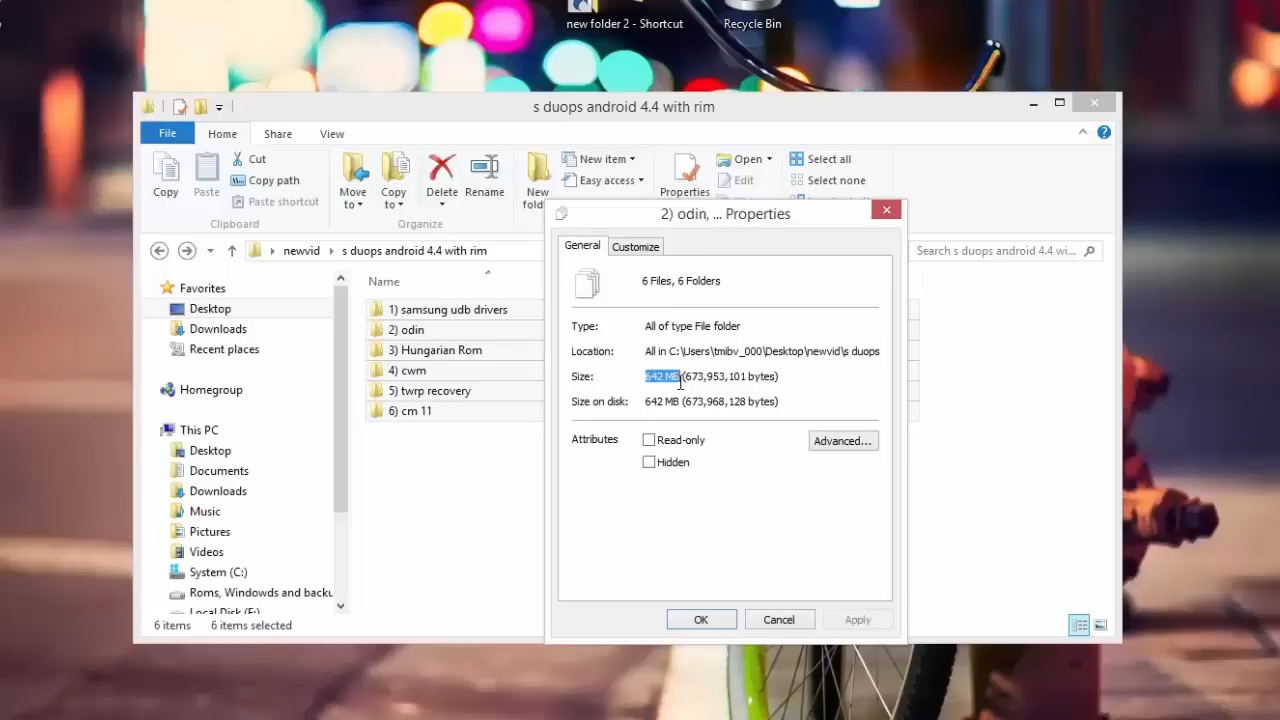 new folder 2 - Shortcut
Recycle Bin
s duops android 4.4 with rim
File
Home
Share
View
Copy
Paste
Cut
Copy path
Paste shortcut
Clipboard
Move to
Copy to
Delete
Rename
Organize
New
New item
Easy access
Properties
Open
Edit
Select all
Select none
newvid
s duops android 4.4 with rim
Search s duops android 4.4 wi...
Favorites
Desktop
Downloads
Recent places
Homegroup
This PC
Desktop
Documents
Downloads
Music
Pictures
Videos
System (C:)
Roms, Windowds and backu
Local Disk (E:)
Name
1) samsung udb drivers
2) odin
3) Hungarian Rom
4) cwm
5) twrp recovery
6) cm 11
6 items
6 items selected
2) odin, ... Properties
General
Customize
6 Files, 6 Folders
Type: All of type File folder
Location: All in C:\Users\tmibv_000\Desktop\newvid\s duops
Size: 642 MB (673,953,101 bytes)
Size on disk: 642 MB (673,968,128 bytes)
Attributes
Read-only
Hidden
Advanced...
OK
Cancel
Apply